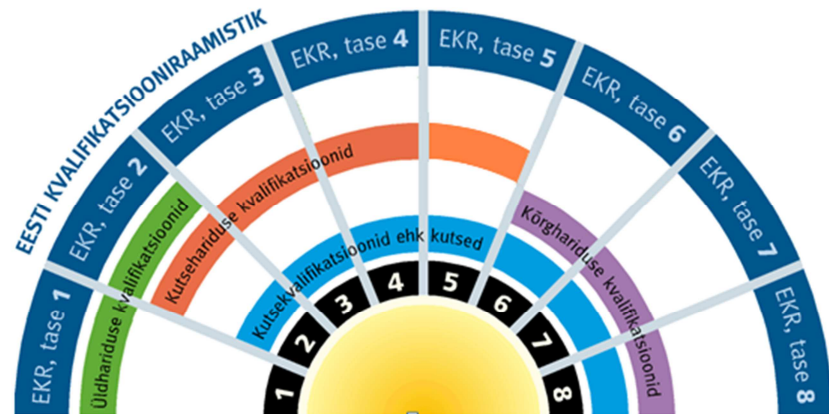 EESTI KVALIFIKATSIOONIRAAMISTIK
EKR, tase 1
EKR, tase 2
EKR, tase 3
EKR, tase 4
EKR, tase 5
EKR, tase 6
EKR, tase 7
EKR, tase 8
Üldhariduse kvalifikatsioonid
Kutsehariduse kvalifikatsioonid
Kutsekvalifikatsioonid ehk kutsed
Kõrghariduse kvalifikatsioonid
1
2
3
4
5
6
7
8